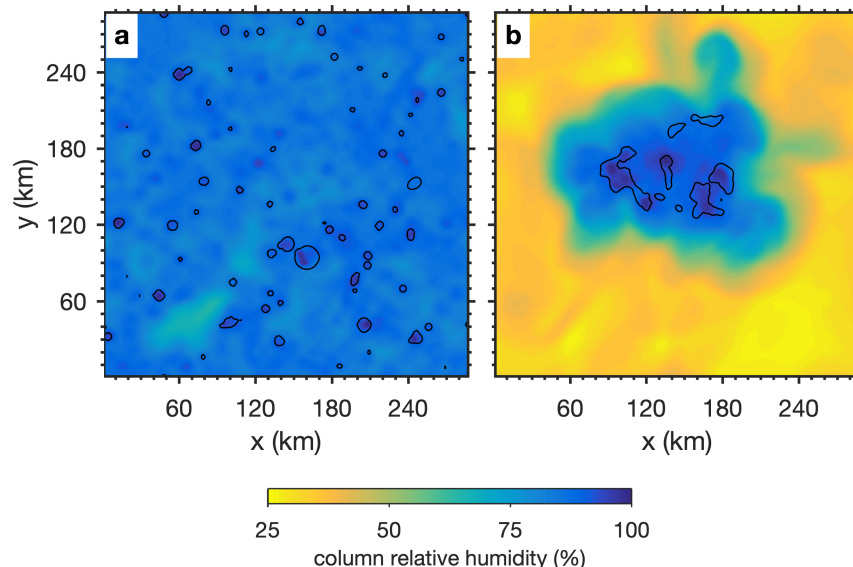 a
b
240
180
120
60
y (km)
60 120 180 240
60 120 180 240
x (km)
x (km)
25 50 75 100
column relative humidity (%)